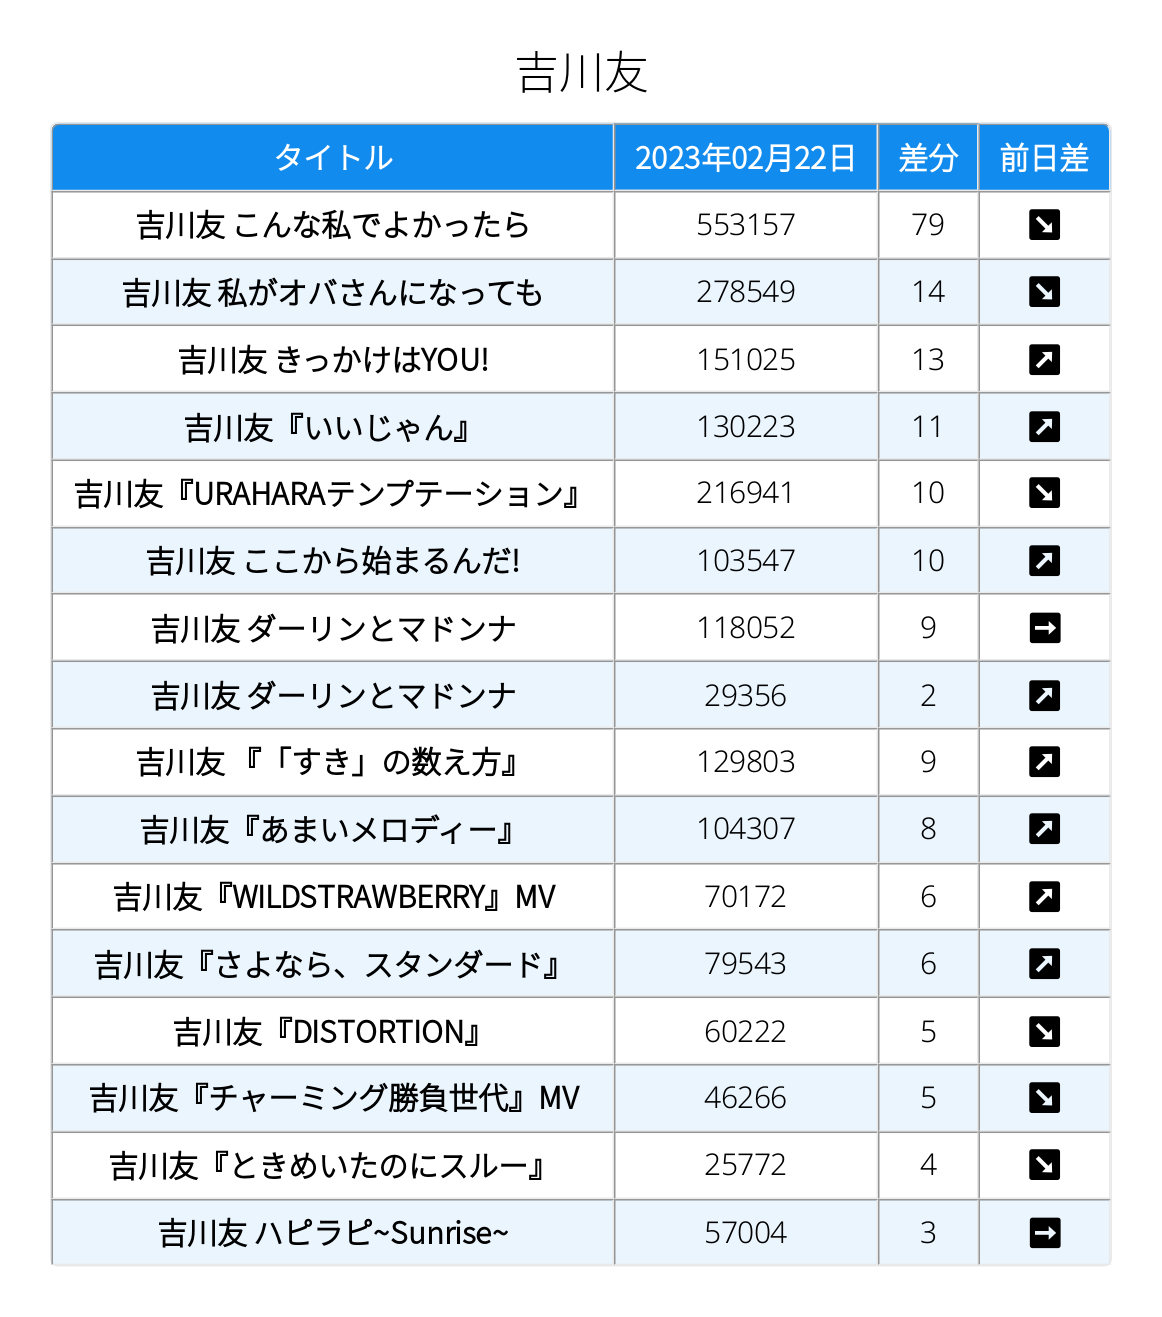 吉川友
タイトル 2023年02月22日 差分 前日差
吉川友 こんな私でよかったら 553157 79 ↘
吉川友 私がオバさんになっても 278549 14 ↘
吉川友 きっかけはYOU! 151025 13 ↗
吉川友『いいじゃん』 130223 11 ↗
吉川友『URAHARAテンプテーション』 216941 10 ↘
吉川友 ここから始まるんだ! 103547 10 ↗
吉川友 ダーリンとマドンナ 118052 9 →
吉川友 ダーリンとマドンナ 29356 2 ↗
吉川友 『「すき」の数え方』 129803 9 ↗
吉川友『あまいメロディー』 104307 8 ↗
吉川友『WILDSTRAWBERRY』MV 70172 6 ↗
吉川友『さよなら、スタンダード』 79543 6 ↗
吉川友『DISTORTION』 60222 5 ↘
吉川友『チャーミング勝負世代』MV 46266 5 ↘
吉川友『ときめいたのにスルー』 25772 4 ↘
吉川友 ハピラピ~Sunrise~ 57004 3 →